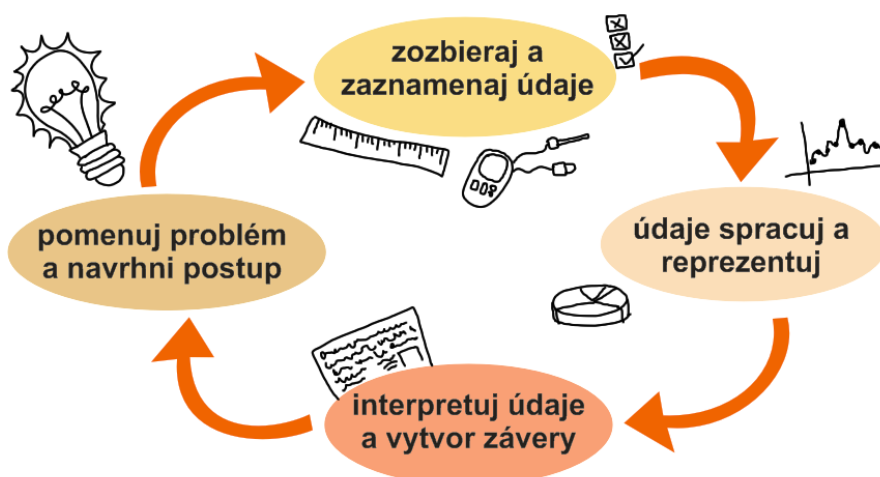 zozbieraj a
zaznamenaj údaje
údaje spracuj a
reprezentuj
interpretuj údaje
a vytvor závery
pomenuj problém
a navrhni postup